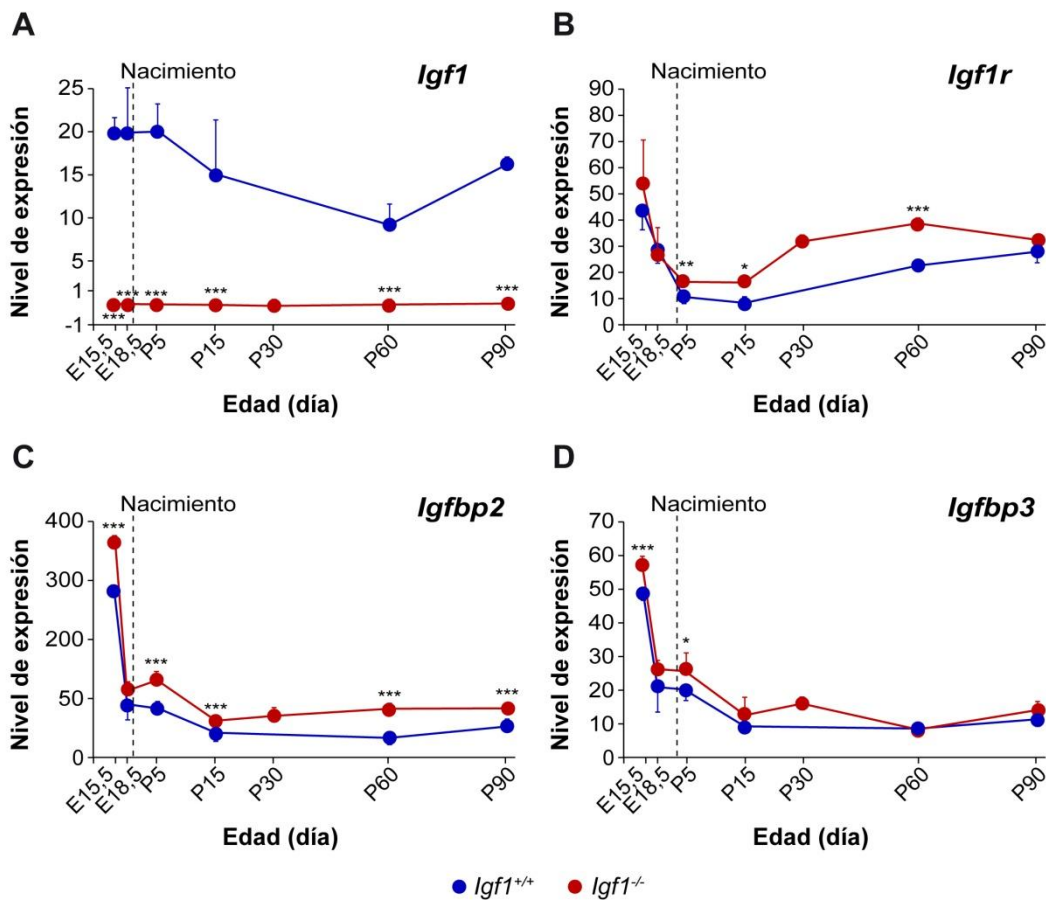 A
Nacimiento
Igf1
Nivel de expresión
25
20
15
10
5
1
-1
***
***
***
***
***
***
E15,5
E18,5
P5
P15
P30
P60
P90
Edad (día)
B
Nacimiento
Igf1r
Nivel de expresión
90
80
70
60
50
40
30
20
10
0
**
*
***
E15,5
E18,5
P5
P15
P30
P60
P90
Edad (día)
C
Nacimiento
Igfbp2
Nivel de expresión
400
300
200
50
0
***
***
***
***
***
E15,5
E18,5
P5
P15
P30
P60
P90
Edad (día)
D
Nacimiento
Igfbp3
Nivel de expresión
70
60
50
40
30
20
10
0
***
*
E15,5
E18,5
P5
P15
P30
P60
P90
Edad (día)
Igf1+/+ Igf1-/-